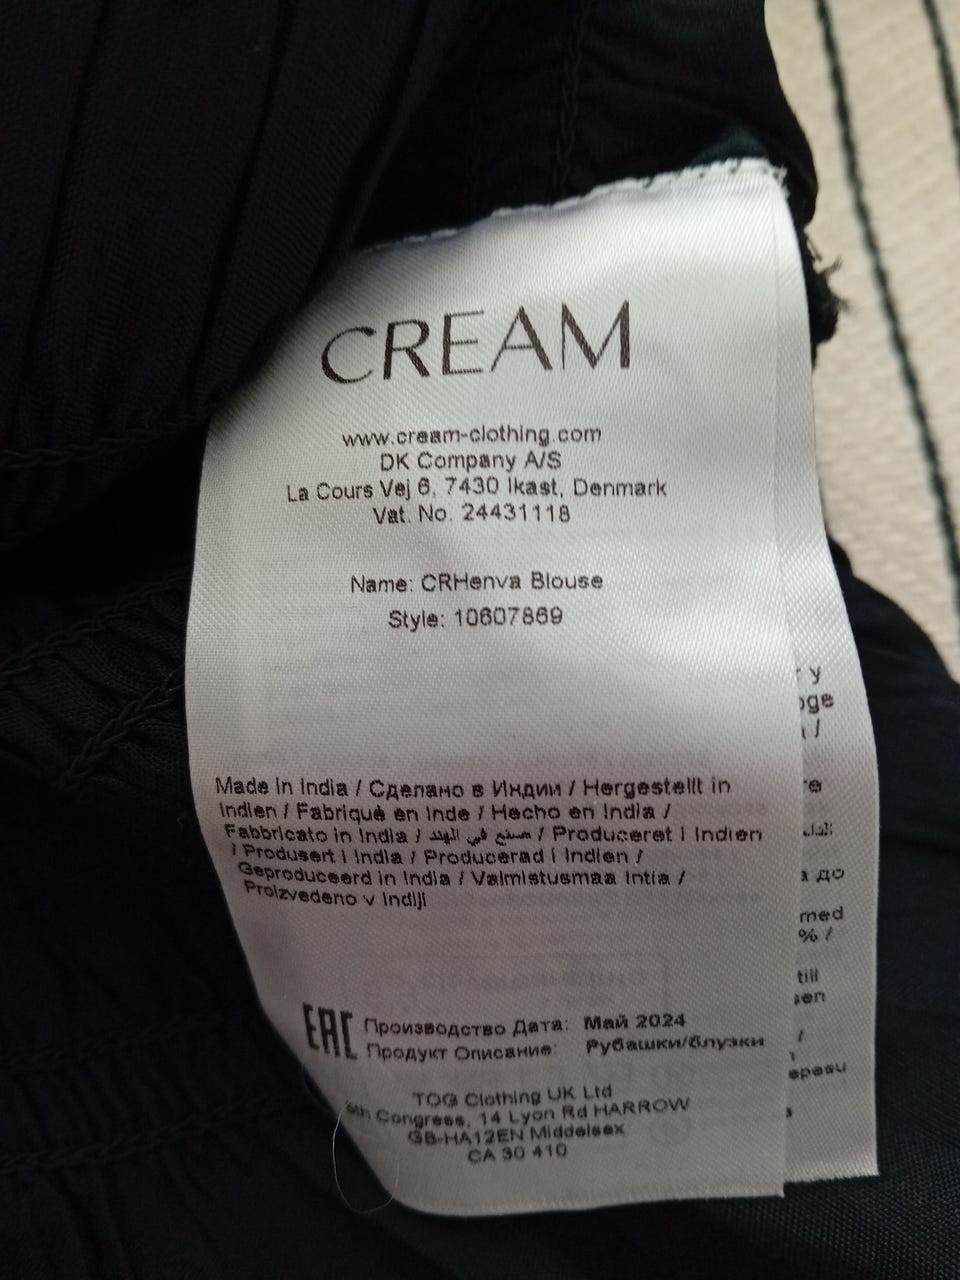 CREAM
www.cream-clothing.com
DK Company A/S
La Cours Vej 6, 7430 Ikast, Denmark
Vat. No. 24431118
Name: CRHenva Blouse
Style: 10607869
Made in India / Сделано в Индии / Hergestellt in
Indien / Fabriqué en Inde / Hecho en India /
Fabbricato in India / صنع في الهند / Produceret i Indien
/ Produsert i India / Producerad i Indien /
Geproduceerd in India / Valmistusmaa Intia /
Proizvedeno v Indiji
EAC
Производство Дата: Май 2024
Продукт Описание: Рубашки/блузки
TOG Clothing UK Ltd
Congress, 14 Lyon Rd HARROW
GB-HA12EN Middelsex
CA 30 410
y
/
до
% /
till
/